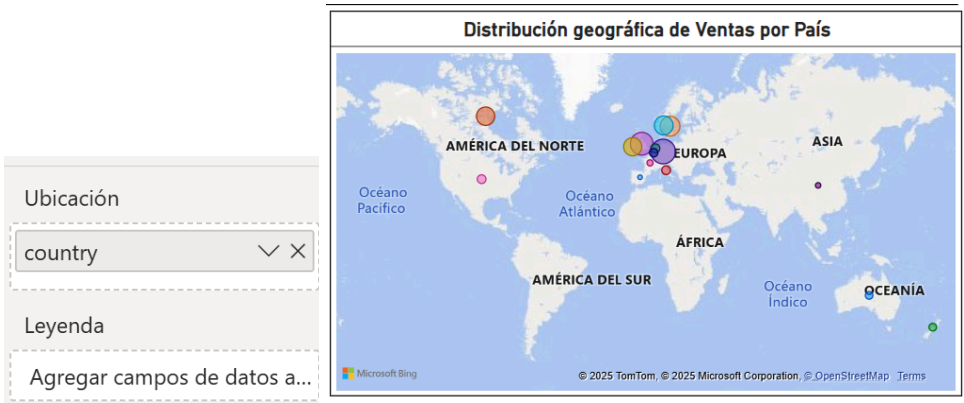 Ubicación
country
Leyenda
Agregar campos de datos a...
Distribución geográfica de Ventas por País
AMÉRICA DEL NORTE
EUROPA
ASIA
Océano
Pacífico
Océano
Atlántico
ÁFRICA
AMÉRICA DEL SUR
Océano
Índico
OCEANÍA
Microsoft Bing
© 2025 TomTom, © 2025 Microsoft Corporation, © OpenStreetMap Terms